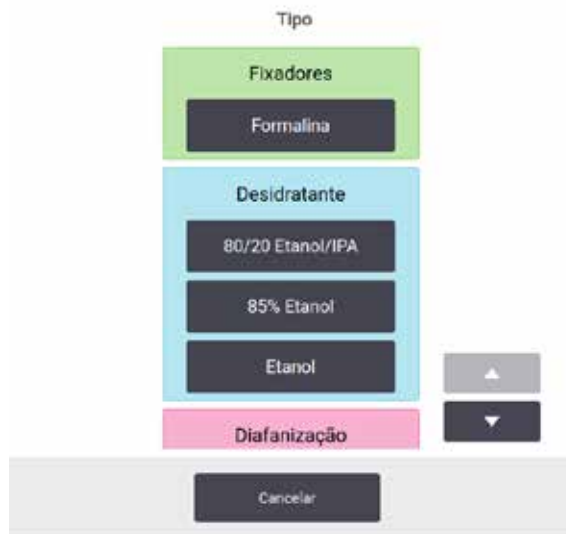 Tipo
Fixadores
Formalina
Desidratante
80/20 Etanol/IPA
85% Etanol
Etanol
Diafanização
Cancelar